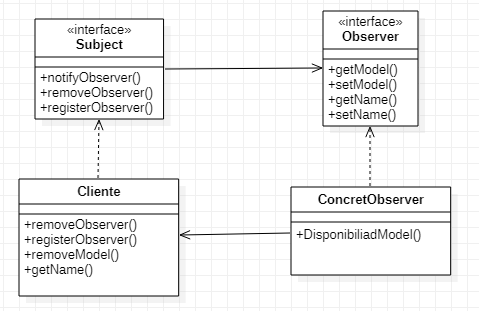 «interface»
Subject
+notifyObserver()
+removeObserver()
+registerObserver()
«interface»
Observer
+getModel()
+setModel()
+getName()
+setName()
Cliente
+removeObserver()
+registerObserver()
+removeModel()
+getName()
ConcretObserver
+DisponibiliadModel()